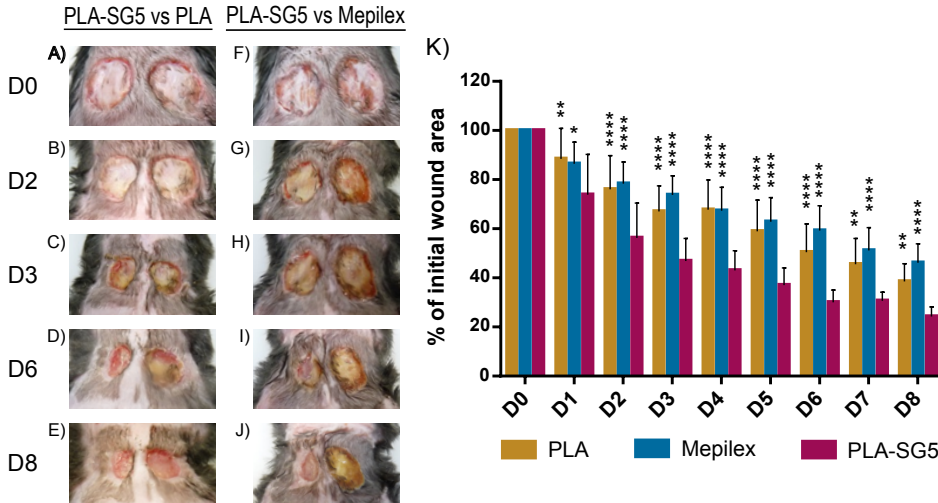 PLA-SG5 vs PLA
PLA-SG5 vs Mepilex
D0
D2
D3
D6
D8
A)
F)
B)
G)
C)
H)
D)
I)
E)
J)
K)
% of initial wound area
120
100
80
60
40
20
0
**
*
****
****
****
****
****
****
****
****
****
****
**
****
**
****
D0 D1 D2 D3 D4 D5 D6 D7 D8
PLA Mepilex PLA-SG5